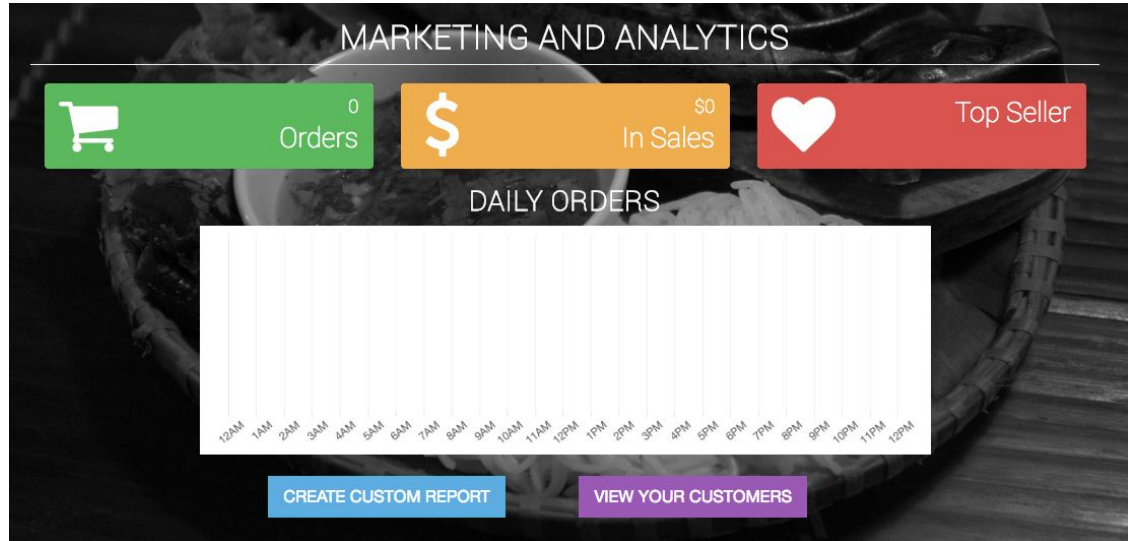 MARKETING AND ANALYTICS
0
Orders
$
$0
In Sales
Top Seller
DAILY ORDERS
12AM 1AM 2AM 3AM 4AM 5AM 6AM 7AM 8AM 9AM 10AM 11AM 12PM 1PM 2PM 3PM 4PM 5PM 6PM 7PM 8PM 9PM 10PM 11PM 12PM
CREATE CUSTOM REPORT
VIEW YOUR CUSTOMERS